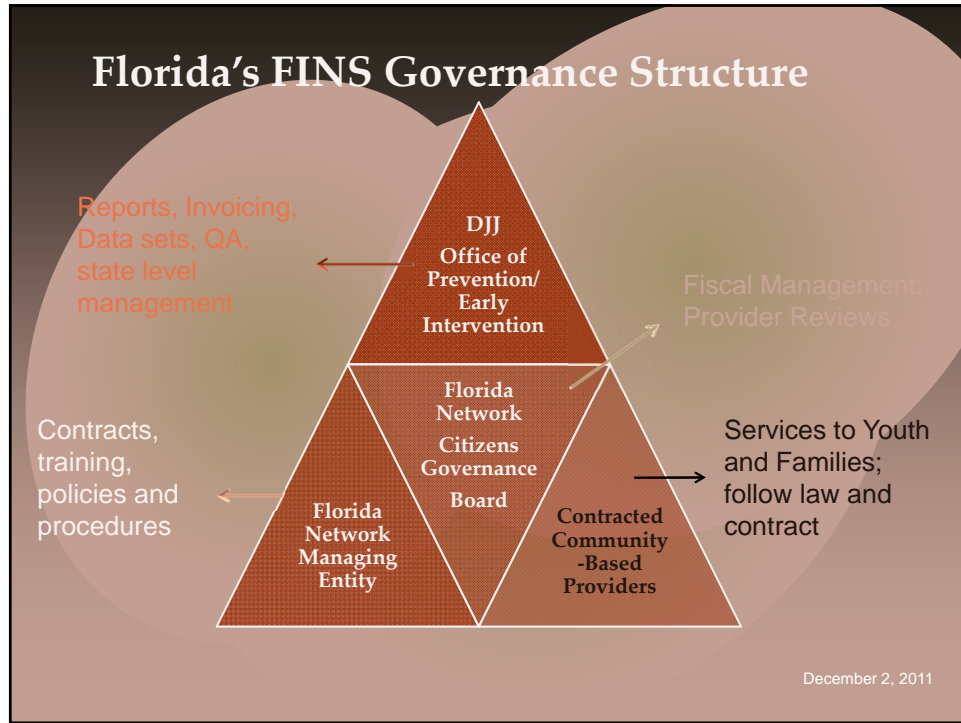 Florida's FINS Governance Structure
Reports, Invoicing,
Data sets, QA,
state level
management
DJJ
Office of
Prevention/
Early
Intervention
Fiscal Management;
Provider Reviews
Contracts,
training,
policies and
procedures
Florida
Network
Managing
Entity
Florida
Network
Citizens
Governance
Board
Contracted
Community
-Based
Providers
Services to Youth
and Families;
follow law and
contract
December 2, 2011